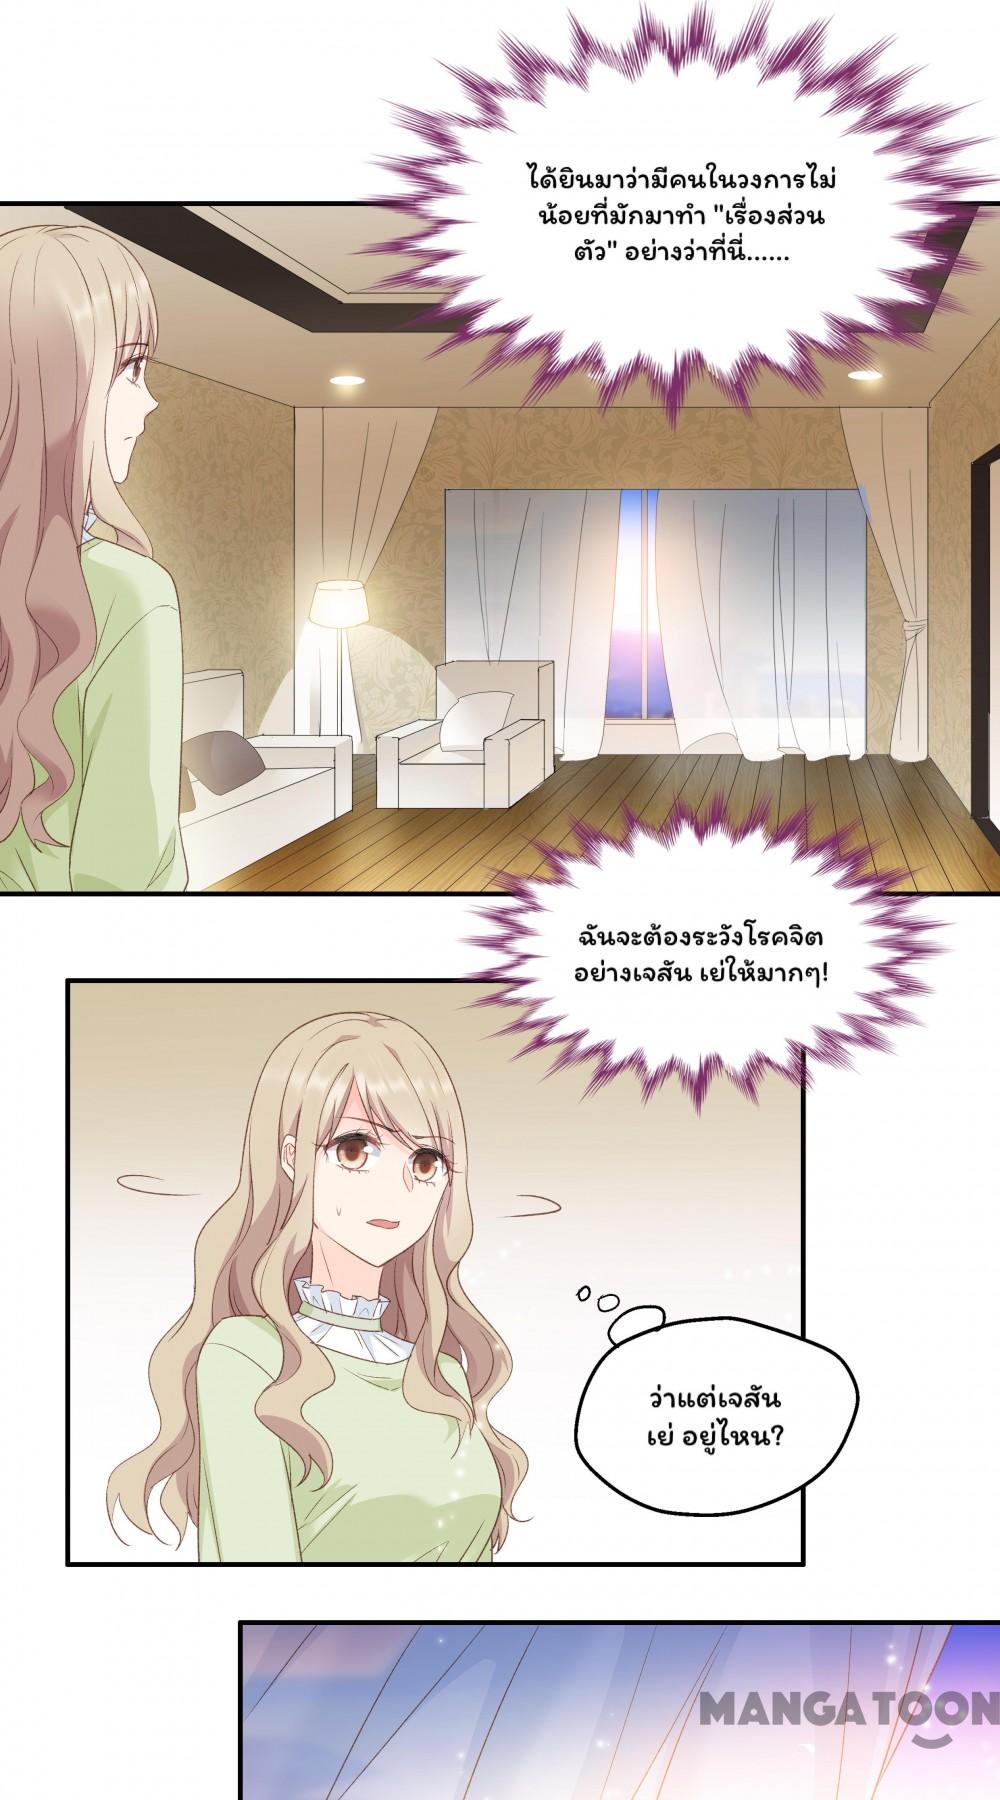 ได้ยินมาว่ามีคนในวงการไม่
น้อยที่มักมาทำ "เรื่องส่วน
ตัว" อย่างว่าที่นี่......
ฉันจะต้องระวังโรคจิต
อย่างเจสัน เย่ให้มากๆ!
ว่าแต่เจสัน
เย่ อยู่ไหน?
MANGATOON